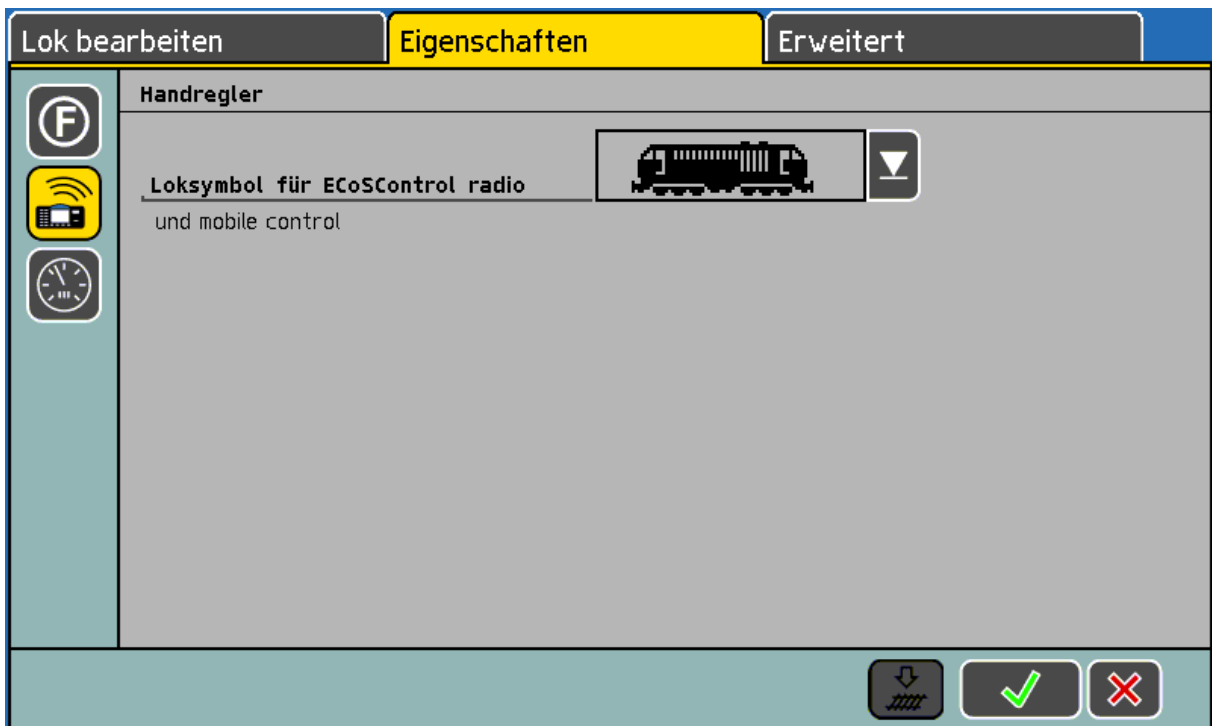 Lok bearbeiten
Eigenschaften
Erweitert
F
Handregler
Loksymbol für ECoSControl radio
und mobile control